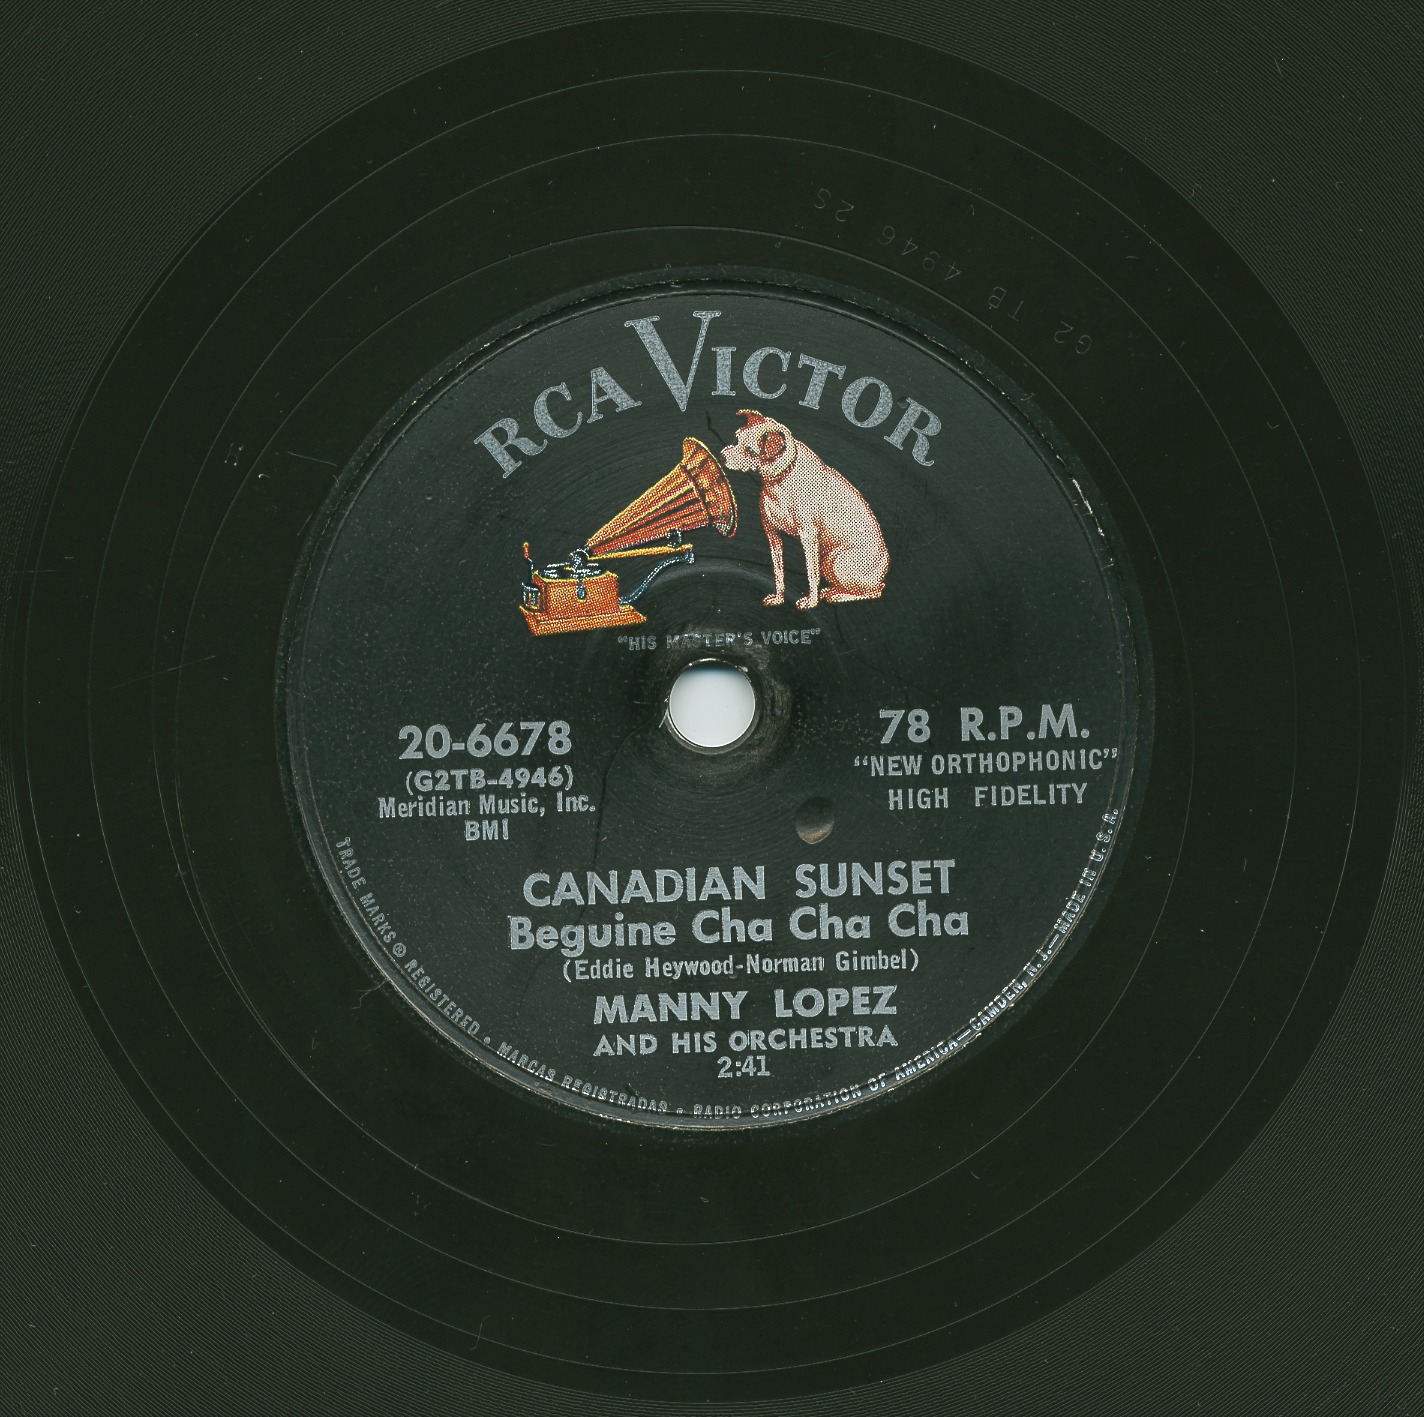 G2 TB 4946 2S
RCA VICTOR
"HIS MASTER'S VOICE"
20-6678
(G2TB-4946)
Meridian Music, Inc.
BMI
78 R.P.M.
"NEW ORTHOPHONIC"
HIGH FIDELITY
CANADIAN SUNSET
Beguine Cha Cha Cha
(Eddie Heywood-Norman Gimbel)
MANNY LOPEZ
AND HIS ORCHESTRA
2:41
TRADE MARKS ® REGISTERED • MARCAS REGISTRADAS • RADIO CORPORATION OF AMERICA—CAMDEN, N.J.—MADE IN U.S.A.